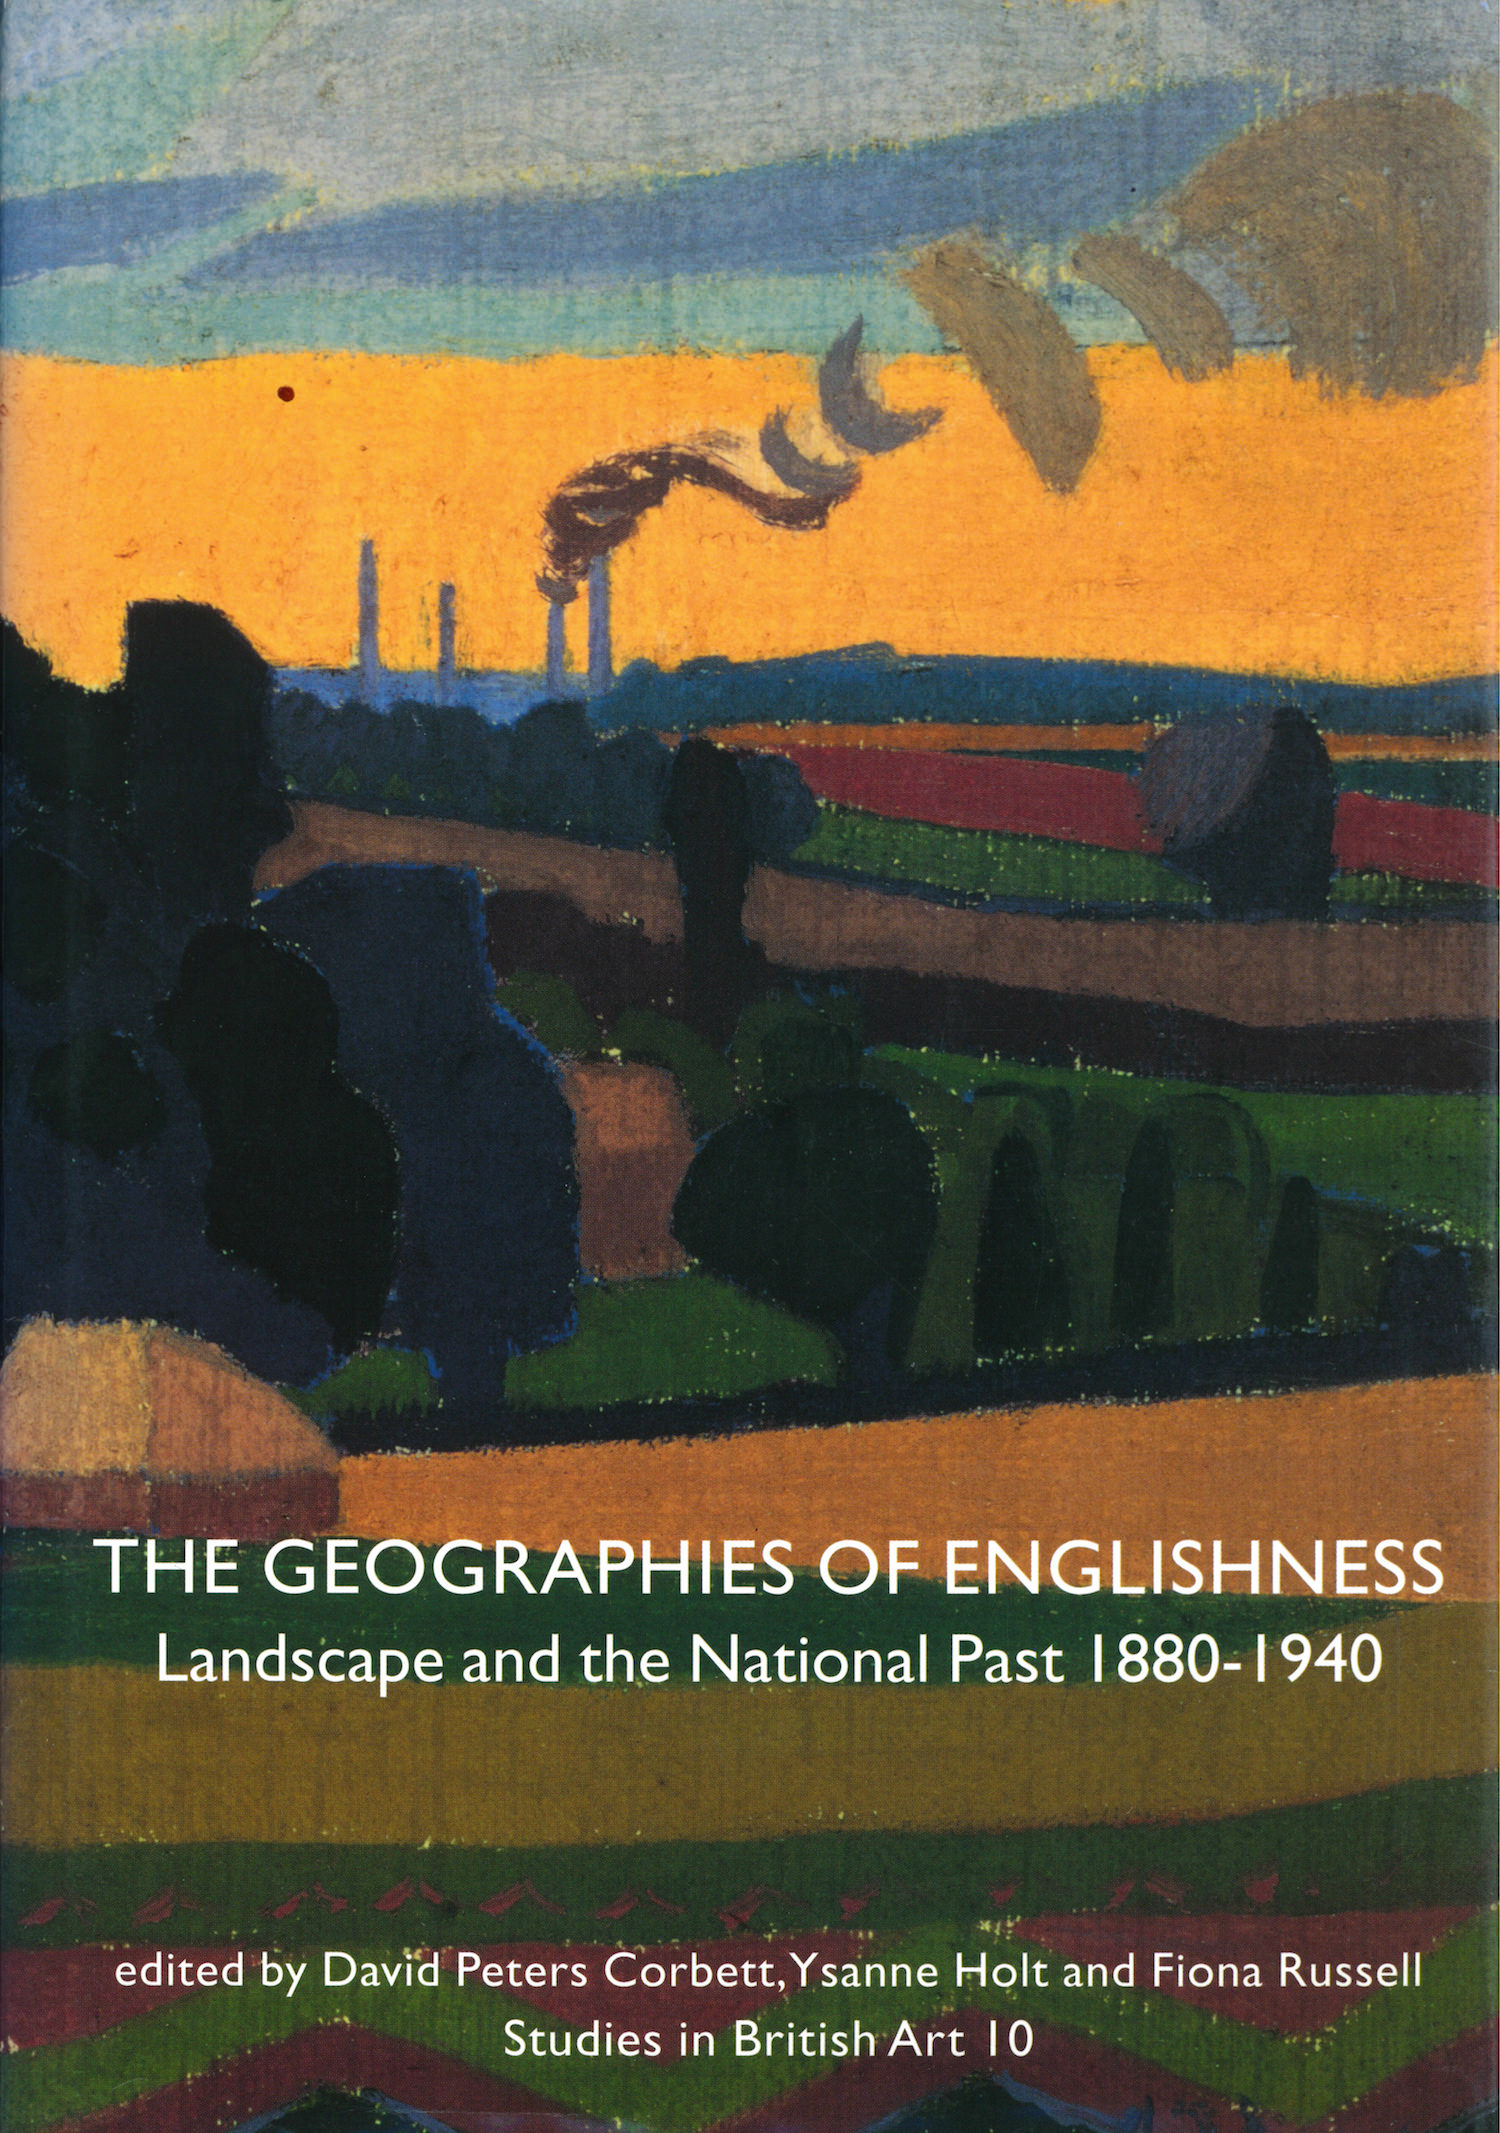 THE GEOGRAPHIES OF ENGLISHNESS
Landscape and the National Past 1880-1940
edited by David Peters Corbett, Ysanne Holt and Fiona Russell
Studies in British Art 10